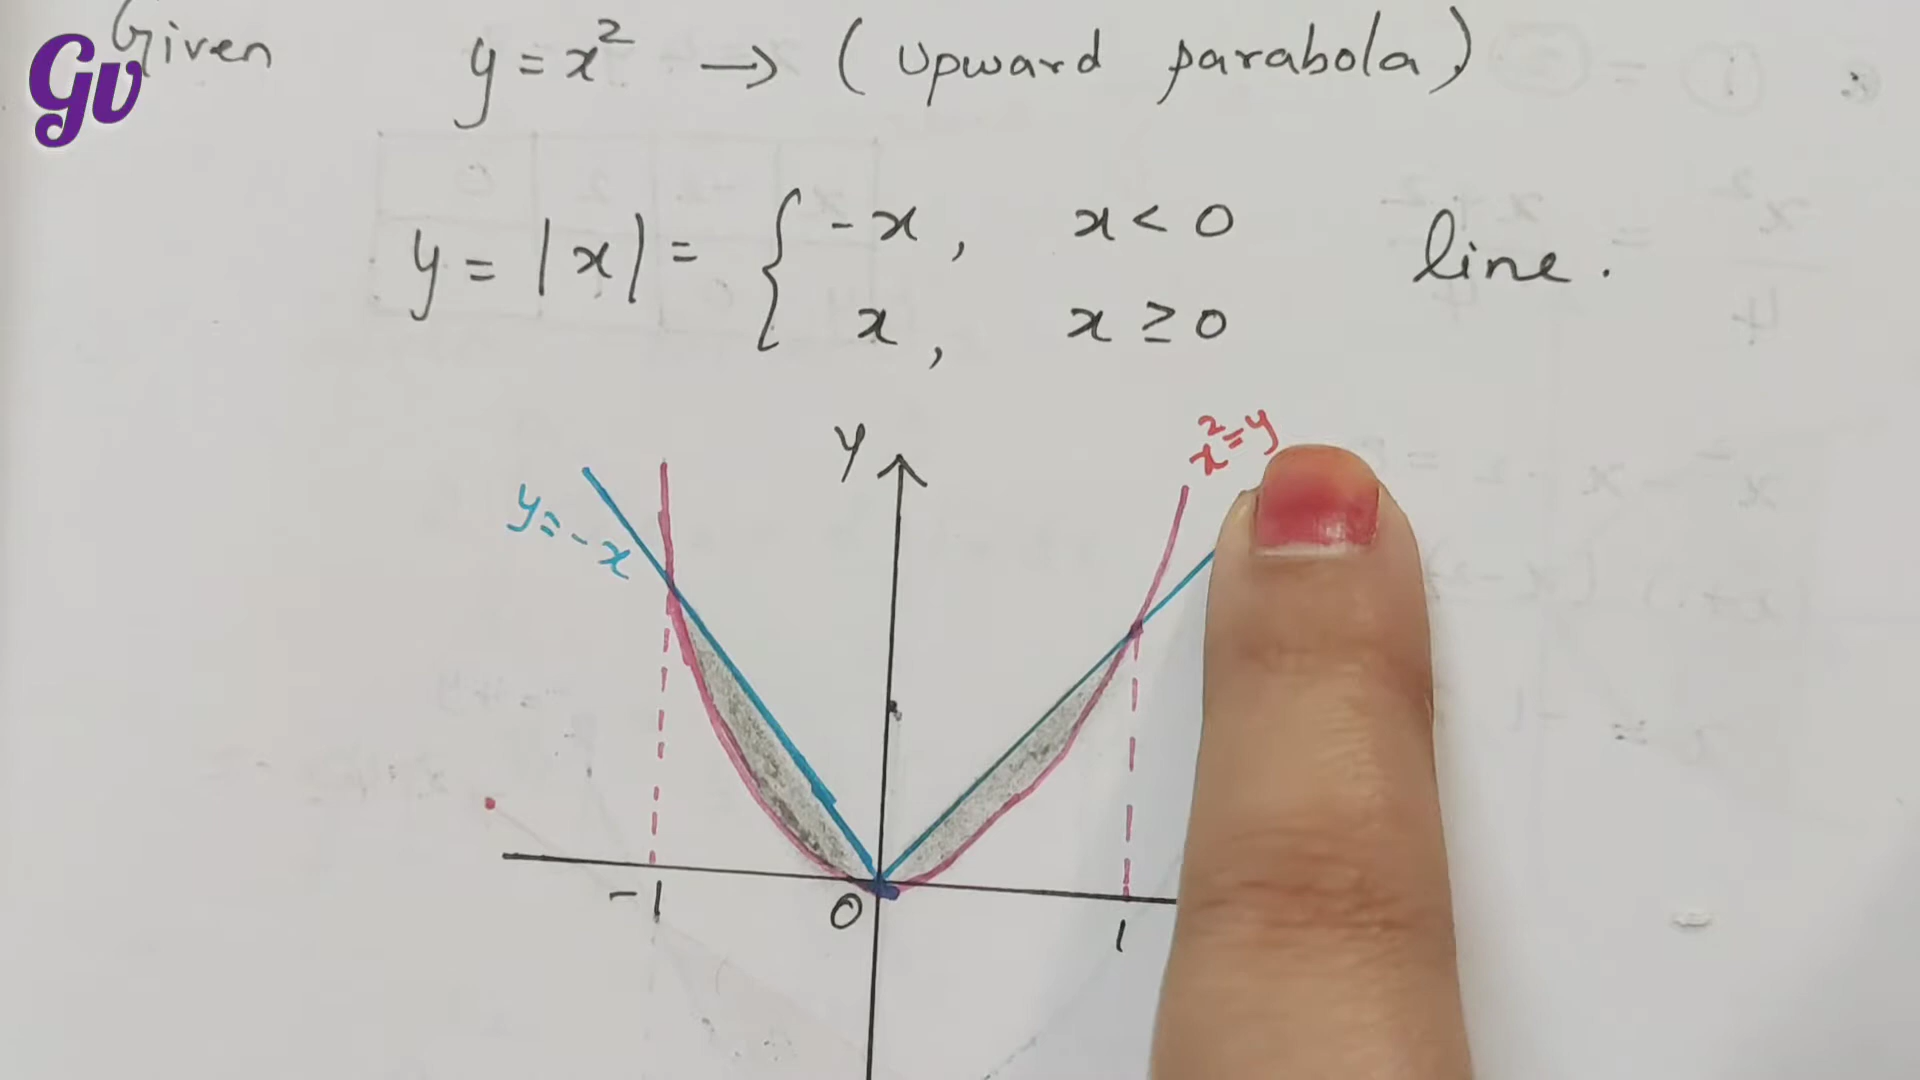 Gv
Given y = x² → (upward parabola)
y = |x| = { -x, x < 0
x, x ≥ 0
line.
Y
x² = y
y = -x
-1
0
1